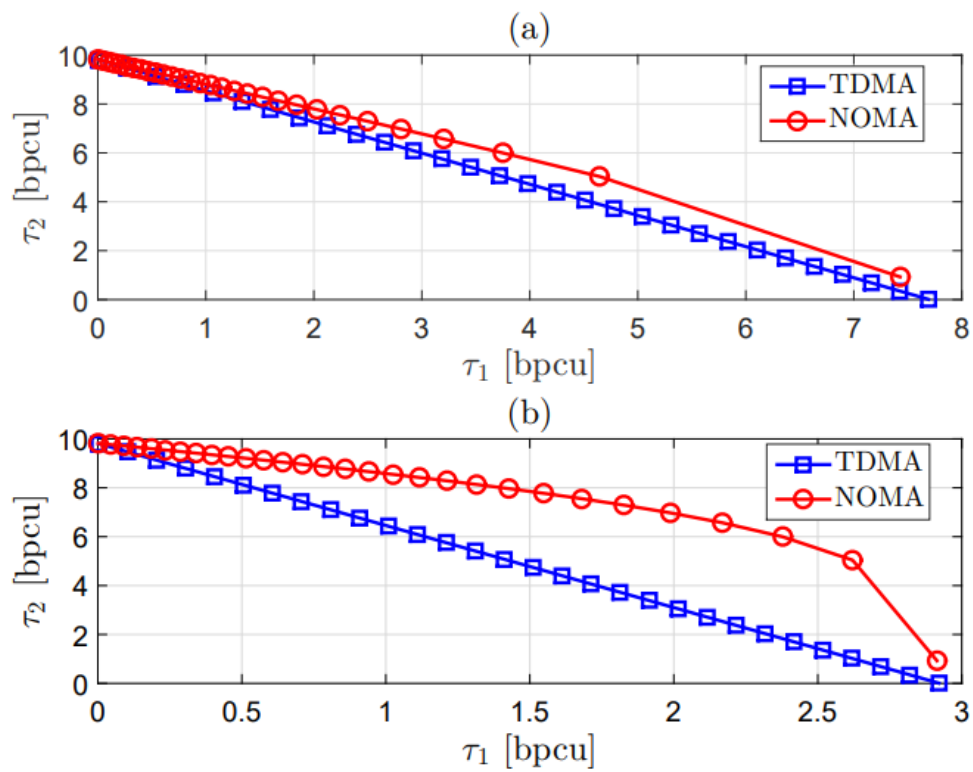 (a)
10
8
6
4
2
0
τ₂ [bpcu]
TDMA
NOMA
0 1 2 3 4 5 6 7 8
τ₁ [bpcu]
(b)
10
8
6
4
2
0
τ₂ [bpcu]
TDMA
NOMA
0 0.5 1 1.5 2 2.5 3
τ₁ [bpcu]